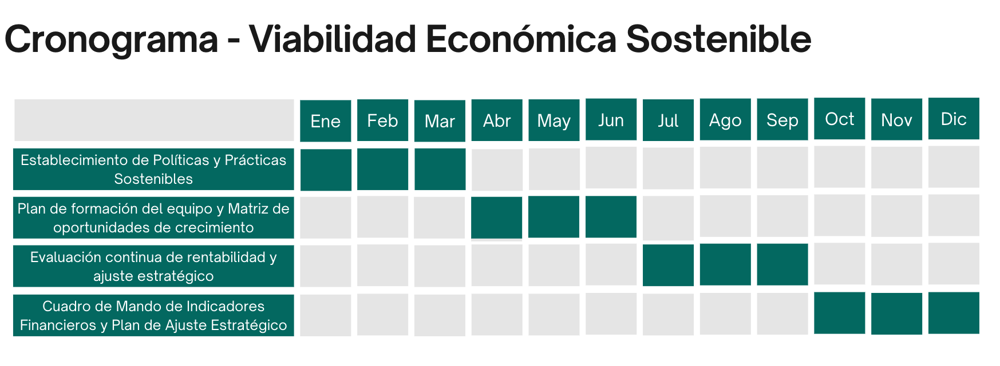 Cronograma - Viabilidad Económica Sostenible
Ene Feb Mar Abr May Jun Jul Ago Sep Oct Nov Dic
Establecimiento de Políticas y Prácticas
Sostenibles
Plan de formación del equipo y Matriz de
oportunidades de crecimiento
Evaluación continua de rentabilidad y
ajuste estratégico
Cuadro de Mando de Indicadores
Financieros y Plan de Ajuste Estratégico